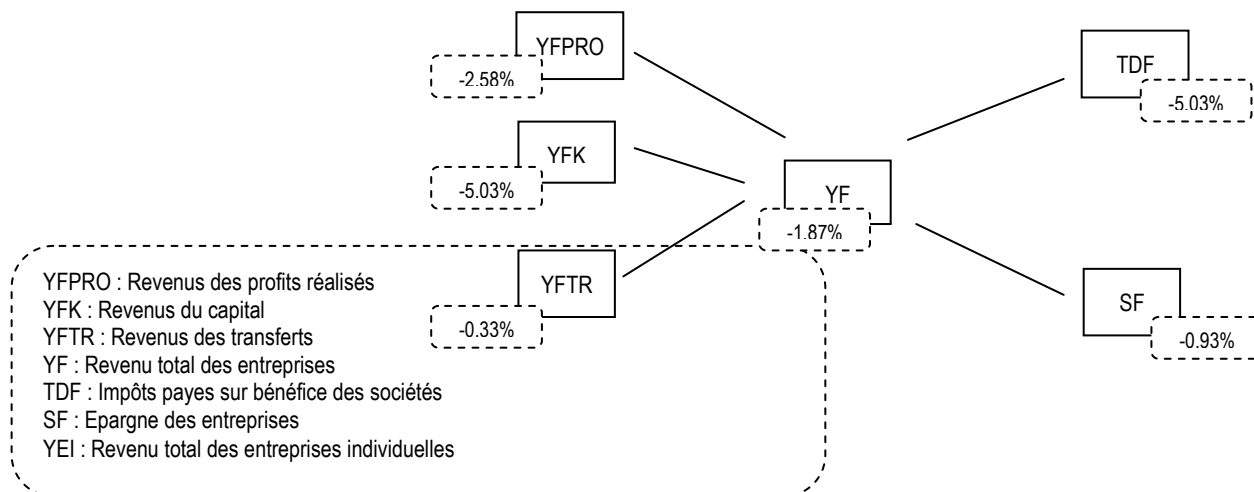 YFPRO
-2.58%
TDF
-5.03%
YFK
-5.03%
YF
-1.87%
YFTR
-0.33%
SF
-0.93%
YFPRO : Revenus des profits réalisés
YFK : Revenus du capital
YFTR : Revenus des transferts
YF : Revenu total des entreprises
TDF : Impôts payes sur bénéfice des sociétés
SF : Epargne des entreprises
YEI : Revenu total des entreprises individuelles